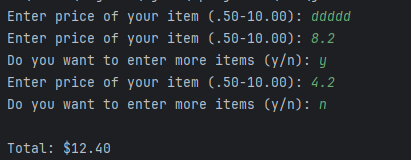 Enter price of your item (.50-10.00): ddddd
Enter price of your item (.50-10.00): 8.2
Do you want to enter more items (y/n): y
Enter price of your item (.50-10.00): 4.2
Do you want to enter more items (y/n): n
Total: $12.40